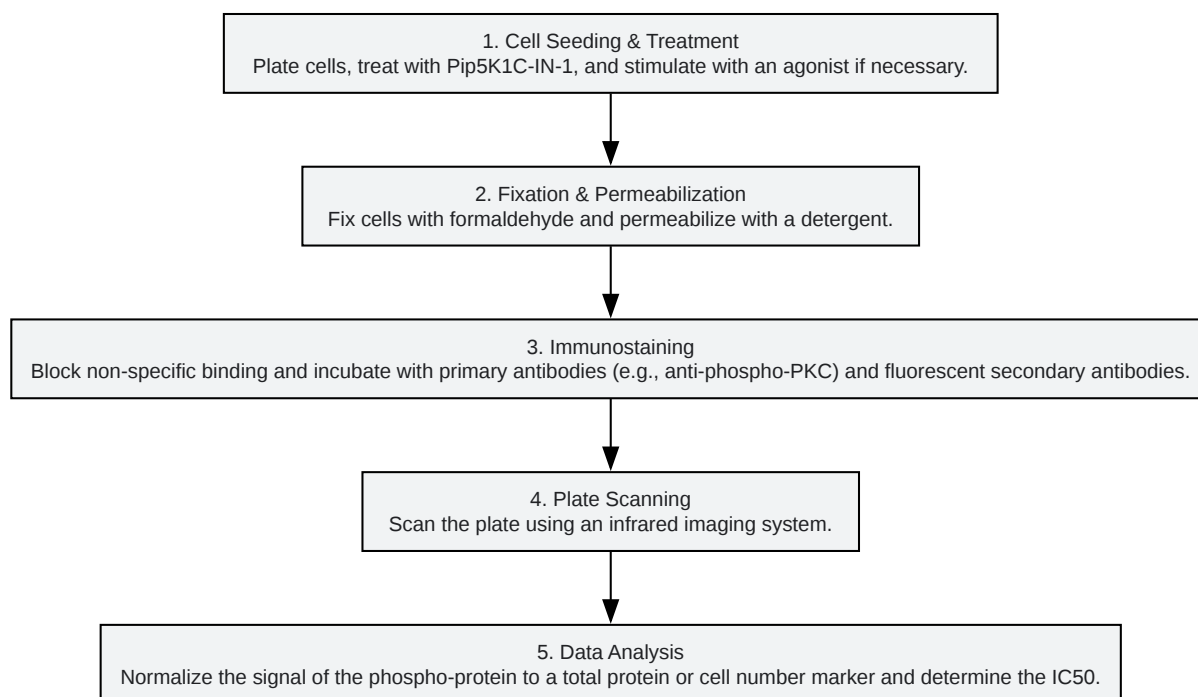 1. Cell Seeding & Treatment
Plate cells, treat with Pip5K1C-IN-1, and stimulate with an agonist if necessary.
2. Fixation & Permeabilization
Fix cells with formaldehyde and permeabilize with a detergent.
3. Immunostaining
Block non-specific binding and incubate with primary antibodies (e.g., anti-phospho-PKC) and fluorescent secondary antibodies.
4. Plate Scanning
Scan the plate using an infrared imaging system.
5. Data Analysis
Normalize the signal of the phospho-protein to a total protein or cell number marker and determine the IC50.